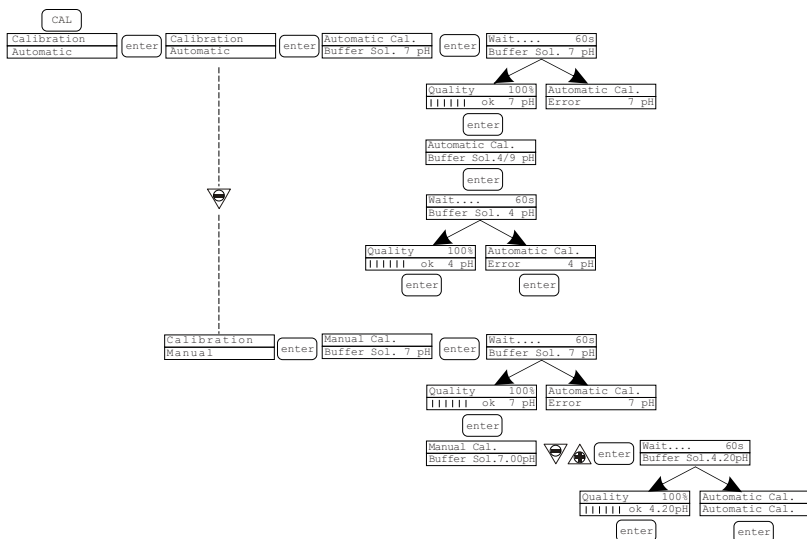 CAL
Calibration
Automatic
enter
Calibration
Automatic
enter
Automatic Cal.
Buffer Sol. 7 pH
enter
Wait.... 60s
Buffer Sol. 7 pH
Quality 100%
ok 7 pH
Automatic Cal.
Error 7 pH
enter
Automatic Cal.
Buffer Sol.4/9 pH
enter
Wait.... 60s
Buffer Sol. 4 pH
Quality 100%
ok 4 pH
Automatic Cal.
Error 4 pH
enter
enter
Calibration
Manual
enter
Manual Cal.
Buffer Sol. 7 pH
enter
Wait.... 60s
Buffer Sol. 7 pH
Quality 100%
ok 7 pH
Automatic Cal.
Error 7 pH
enter
Manual Cal.
Buffer Sol.7.00pH
enter
Wait.... 60s
Buffer Sol.4.20pH
Quality 100%
ok 4.20pH
Automatic Cal.
Automatic Cal.
enter
enter